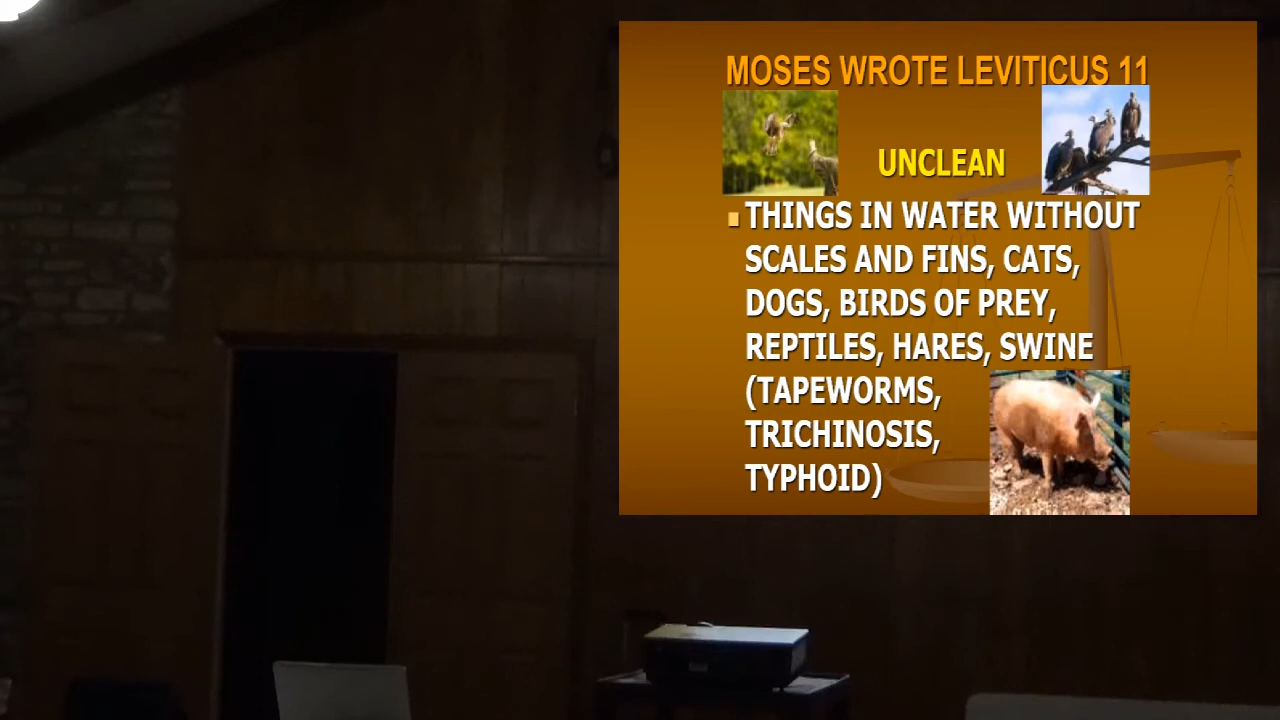 MOSES WROTE LEVITICUS 11
UNCLEAN
THINGS IN WATER WITHOUT
SCALES AND FINS, CATS,
DOGS, BIRDS OF PREY,
REPTILES, HARES, SWINE
(TAPEWORMS,
TRICHINOSIS,
TYPHOID)